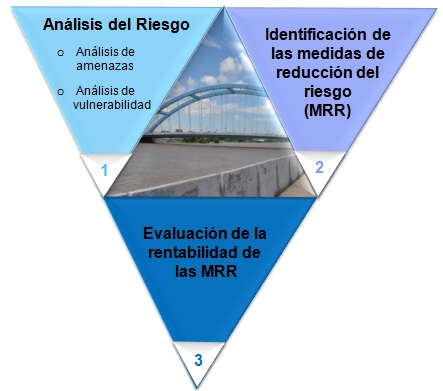 Análisis del Riesgo
o Análisis de
amenazas
o Análisis de
vulnerabilidad
1
Identificación de
las medidas de
reducción del
riesgo
(MRR)
2
Evaluación de la
rentabilidad de
las MRR
3